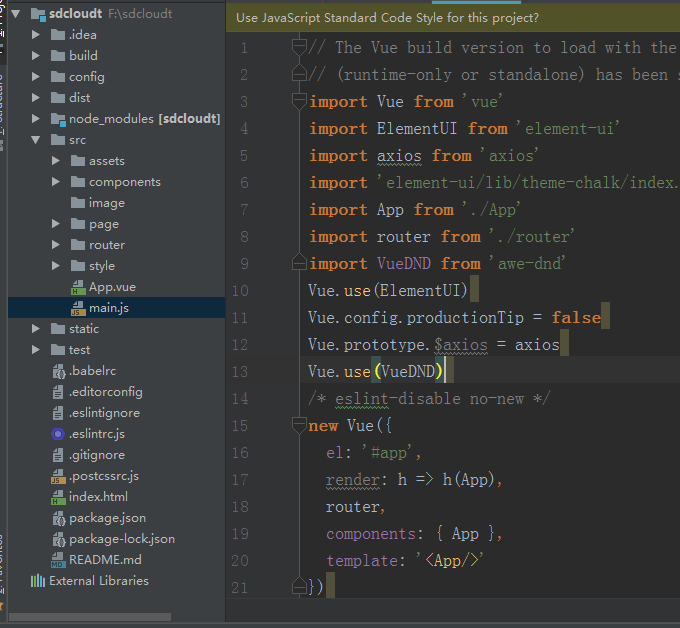 sdcloudt F:\sdcloudt
.idea
build
config
dist
node_modules [sdcloudt]
src
assets
components
image
page
router
style
App.vue
main.js
static
test
.babelrc
.editorconfig
.eslintignore
.eslintrc.js
.gitignore
.postcssrc.js
index.html
package.json
package-lock.json
README.md
External Libraries
Use JavaScript Standard Code Style for this project?
1 // The Vue build version to load with the
2 // (runtime-only or standalone) has been
3 import Vue from 'vue'
4 import ElementUI from 'element-ui'
5 import axios from 'axios'
6 import 'element-ui/lib/theme-chalk/index.
7 import App from './App'
8 import router from './router'
9 import VueDND from 'awe-dnd'
10 Vue.use(ElementUI)
11 Vue.config.productionTip = false
12 Vue.prototype.$axios = axios
13 Vue.use(VueDND)
14 /* eslint-disable no-new */
15 new Vue({
16 el: '#app',
17 render: h => h(App),
18 router,
19 components: { App },
20 template: '<App/>'
21 })